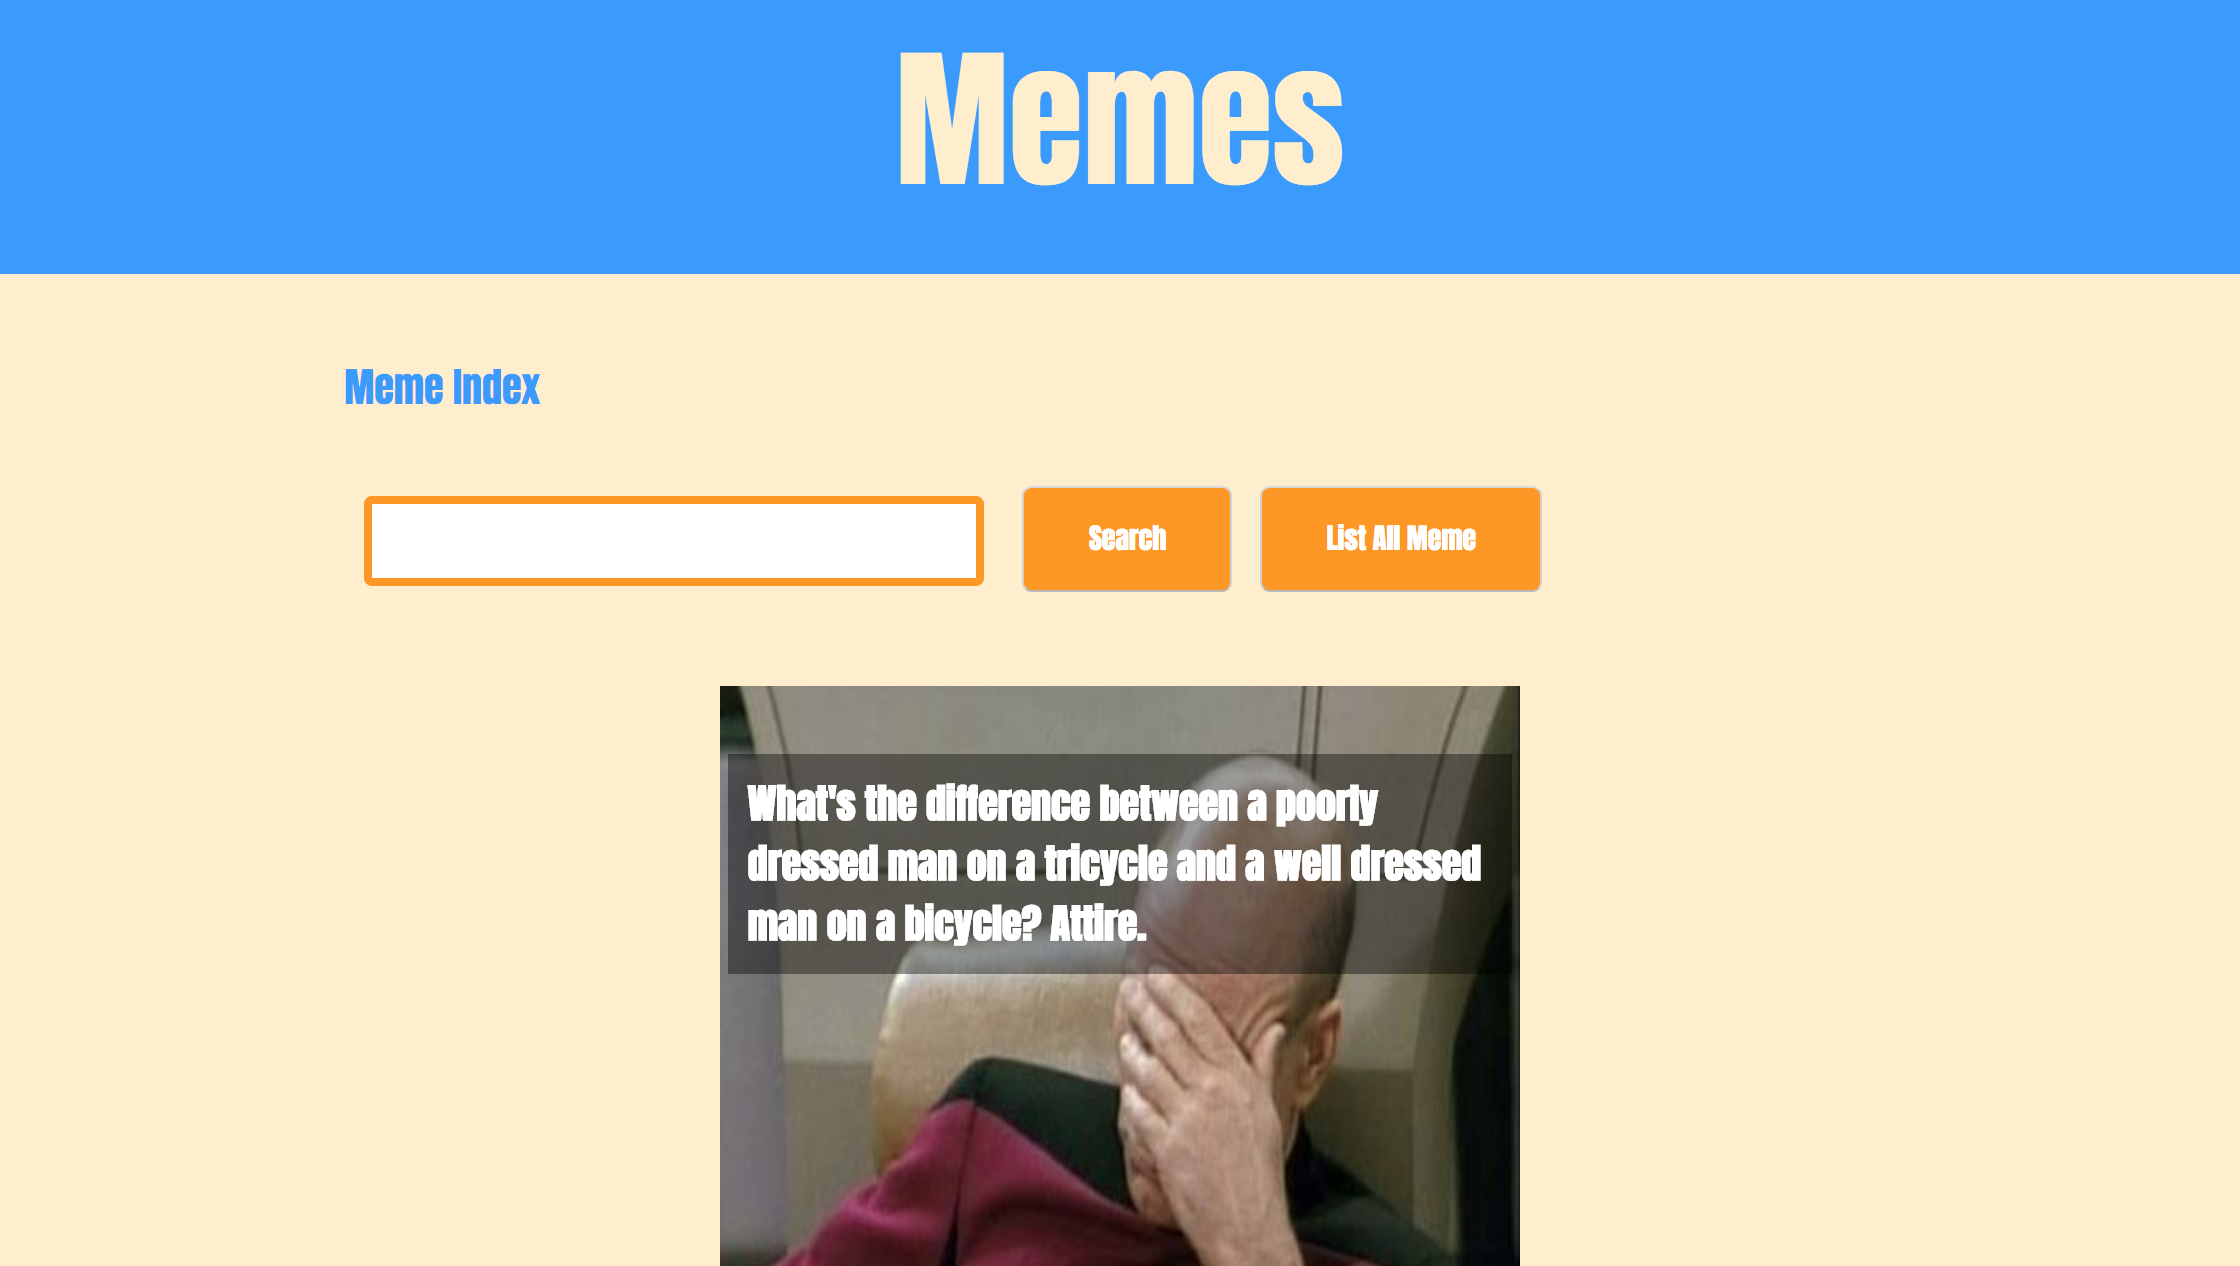 Memes
Meme Index
Search
List All Meme
What's the difference between a poorly
dressed man on a tricycle and a well dressed
man on a bicycle? Attire.